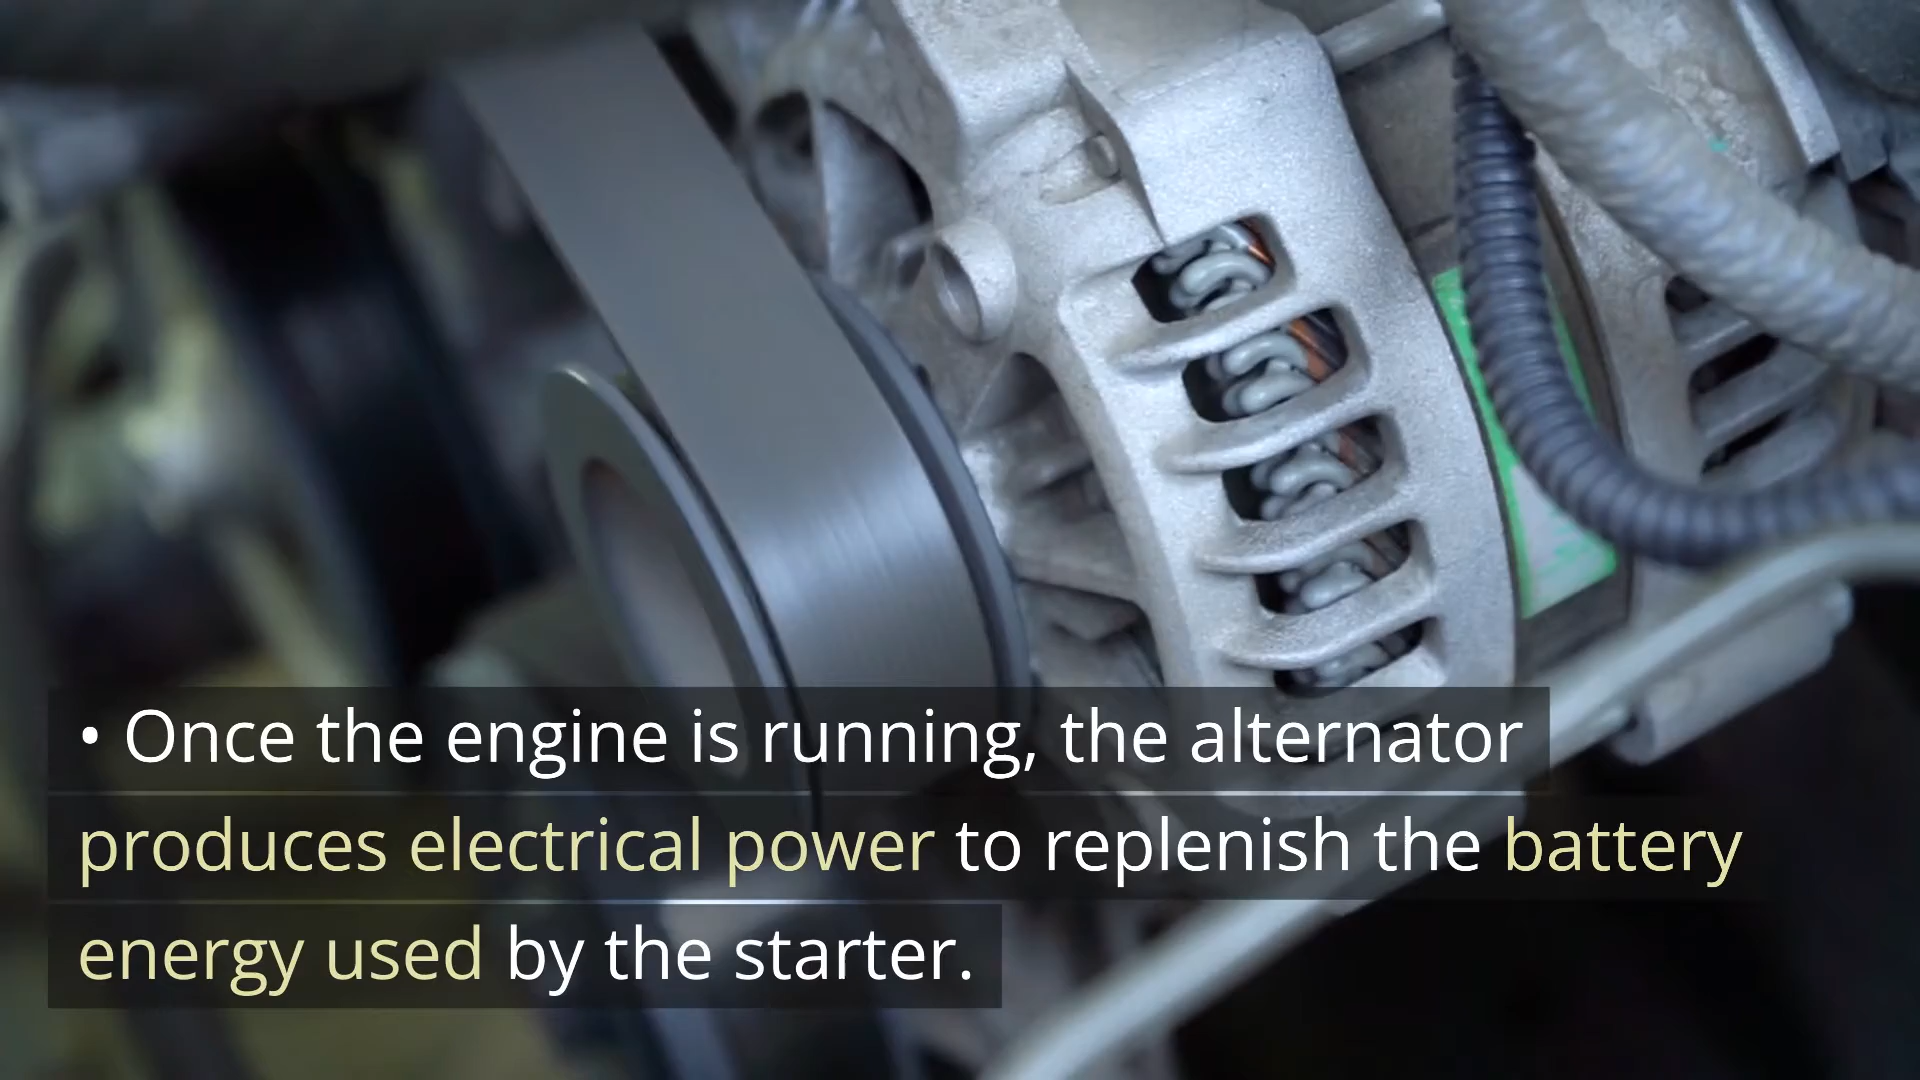 • Once the engine is running, the alternator
produces electrical power to replenish the battery
energy used by the starter.